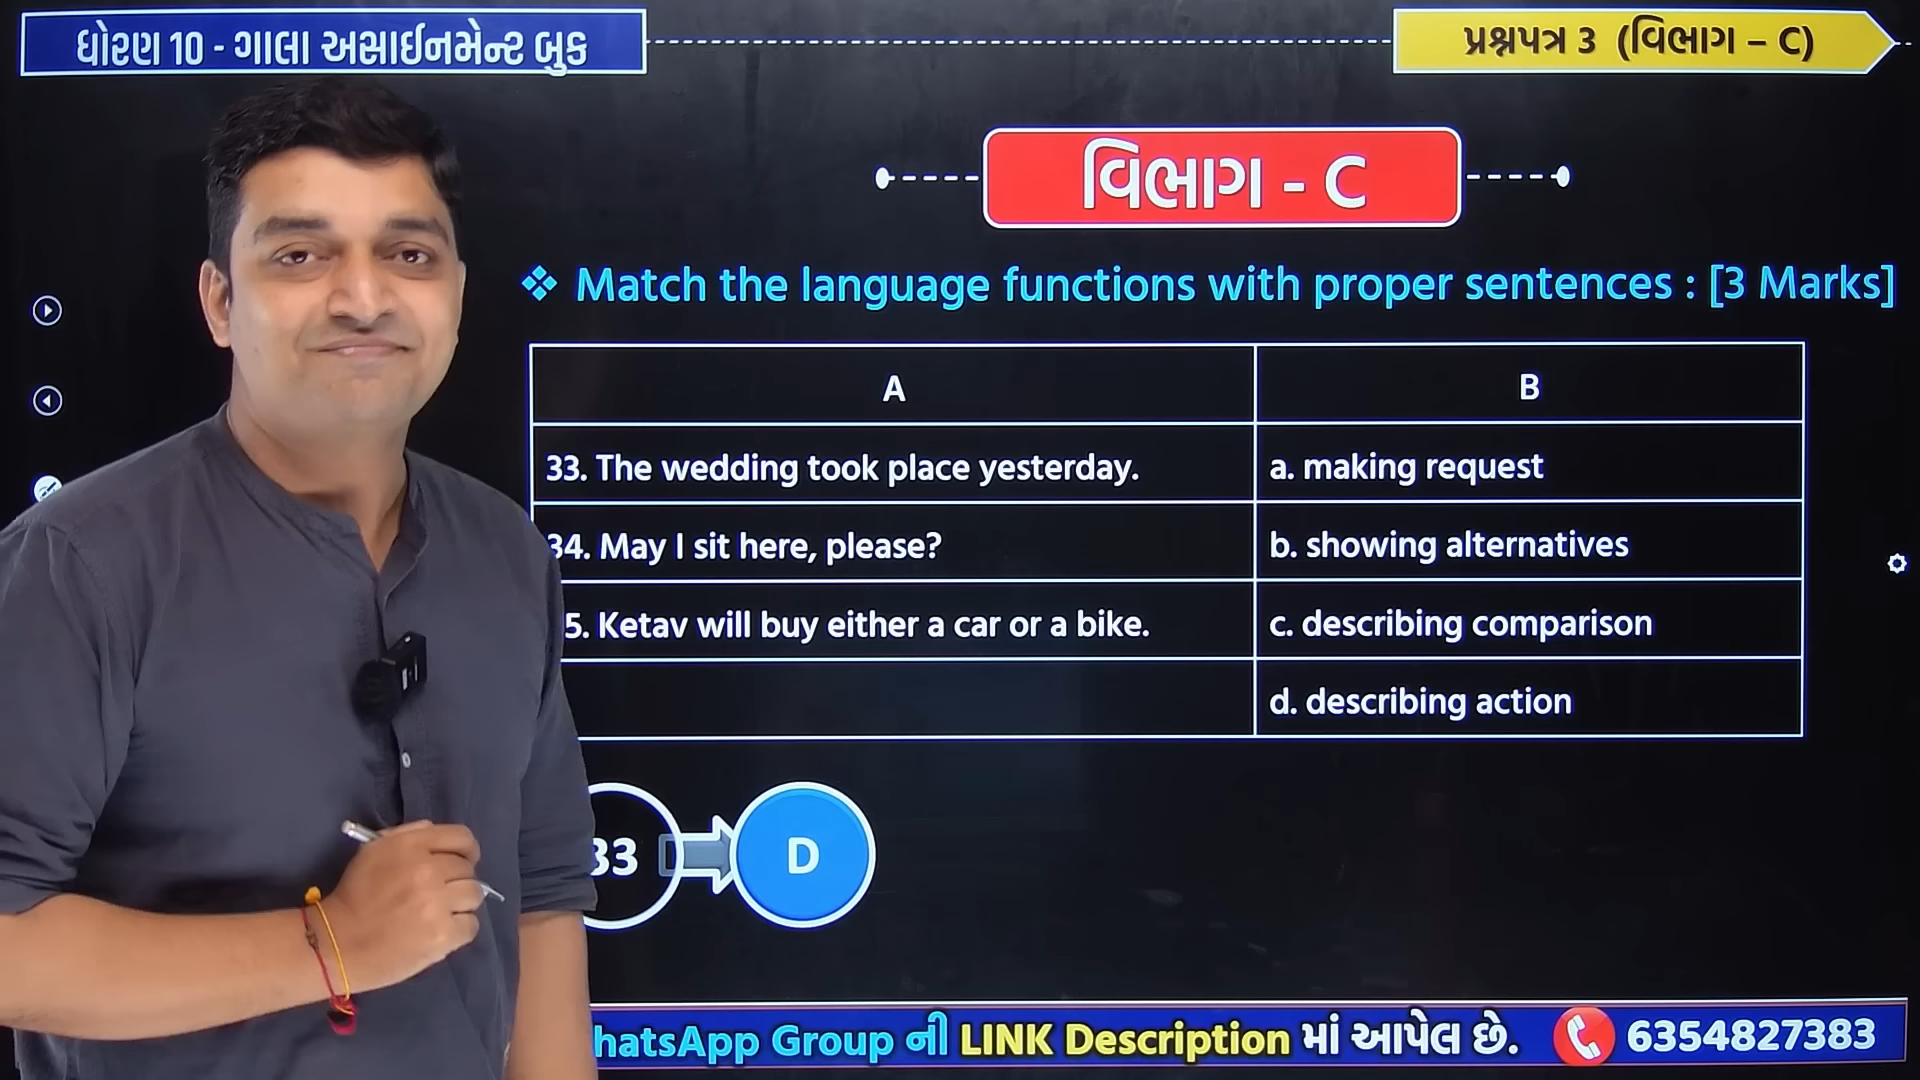 ધોરણ 10 - ગાલા અસાઈનમેન્ટ બુક
પ્રશ્નપત્ર 3 (વિભાગ – C)
વિભાગ - C
❖ Match the language functions with proper sentences : [3 Marks]
A
B
33. The wedding took place yesterday.
a. making request
34. May I sit here, please?
b. showing alternatives
5. Ketav will buy either a car or a bike.
c. describing comparison
d. describing action
33
D
hatsApp Group ની LINK Description માં આપેલ છે.
6354827383